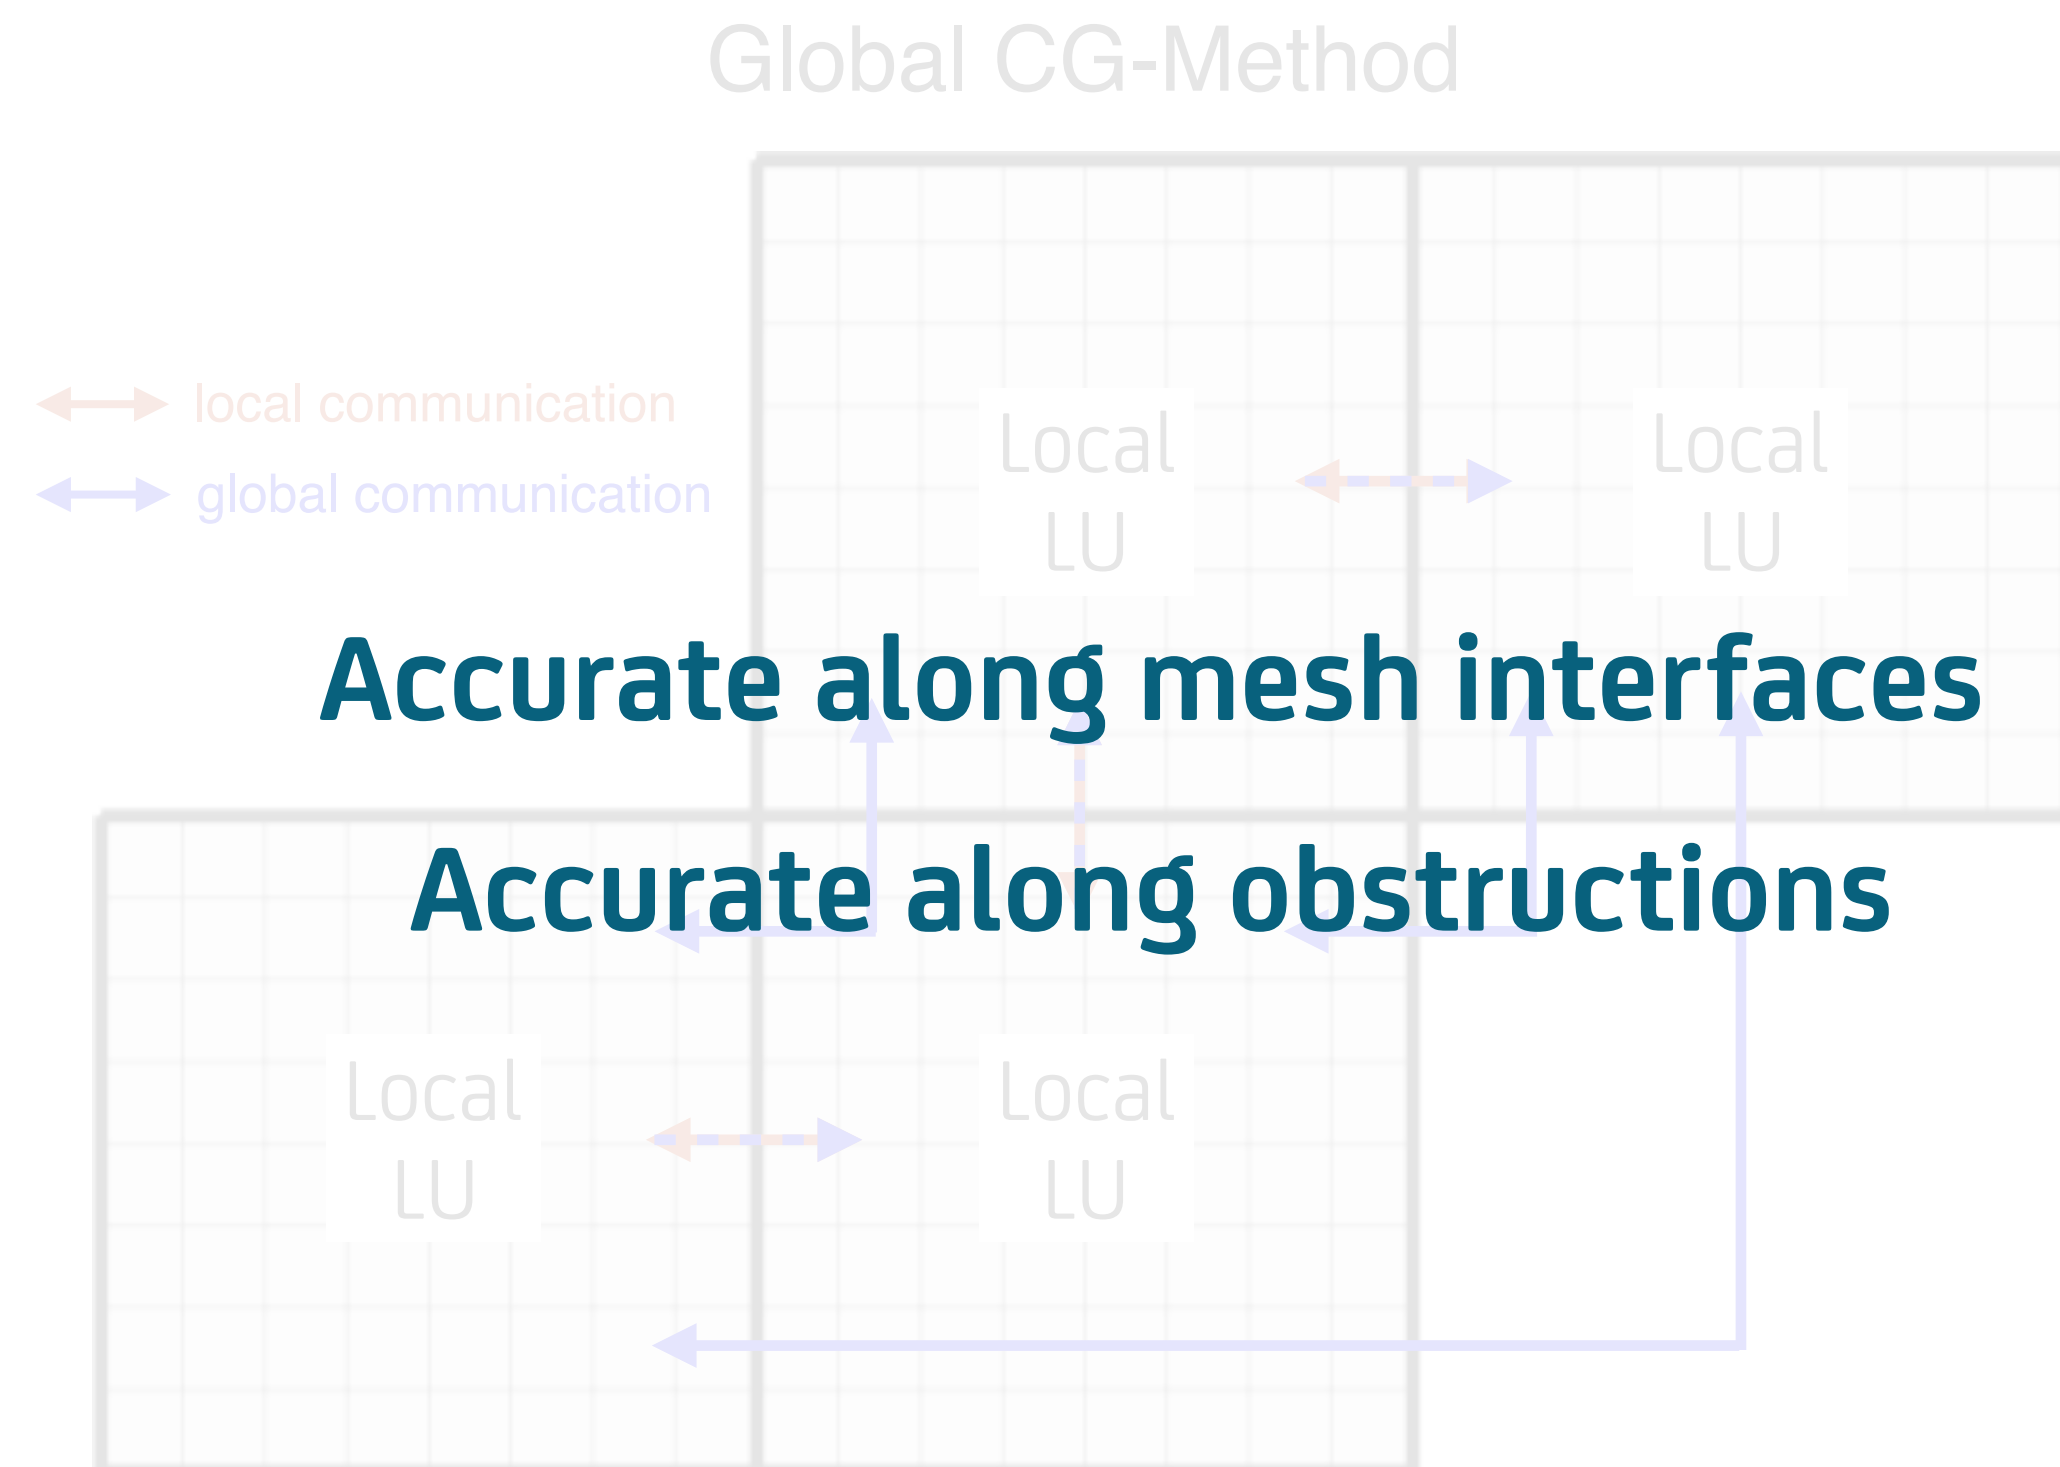 Global CG-Method
local communication
global communication
Local
LU
Local
LU
Accurate along mesh interfaces
Accurate along obstructions
Local
LU
Local
LU